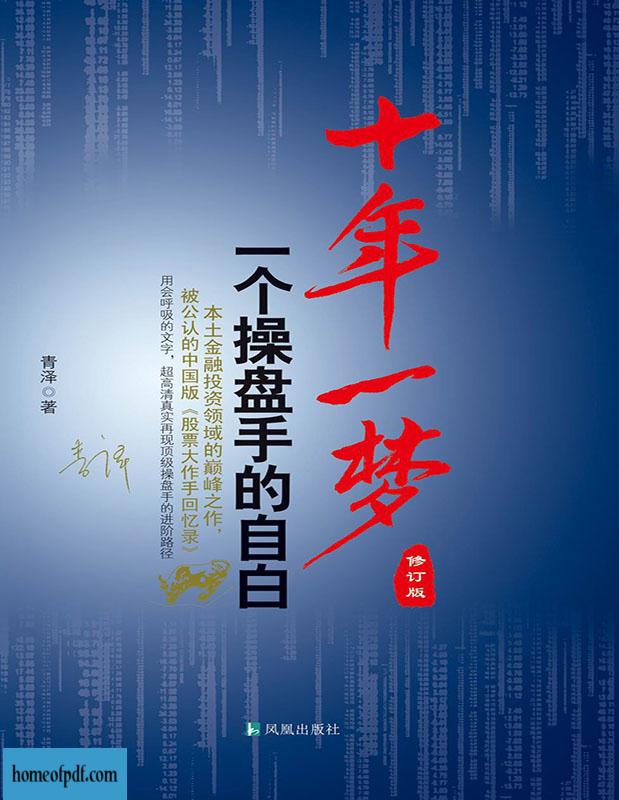 十年一梦
修订版
一个操盘手的自白
本土金融投资领域的巅峰之作，
被公认的中国版《股票大作手回忆录》
用会呼吸的文字，超高清真实再现顶级操盘手的进阶路径
青泽◎著
青泽
凤凰出版社
homeofpdf.com